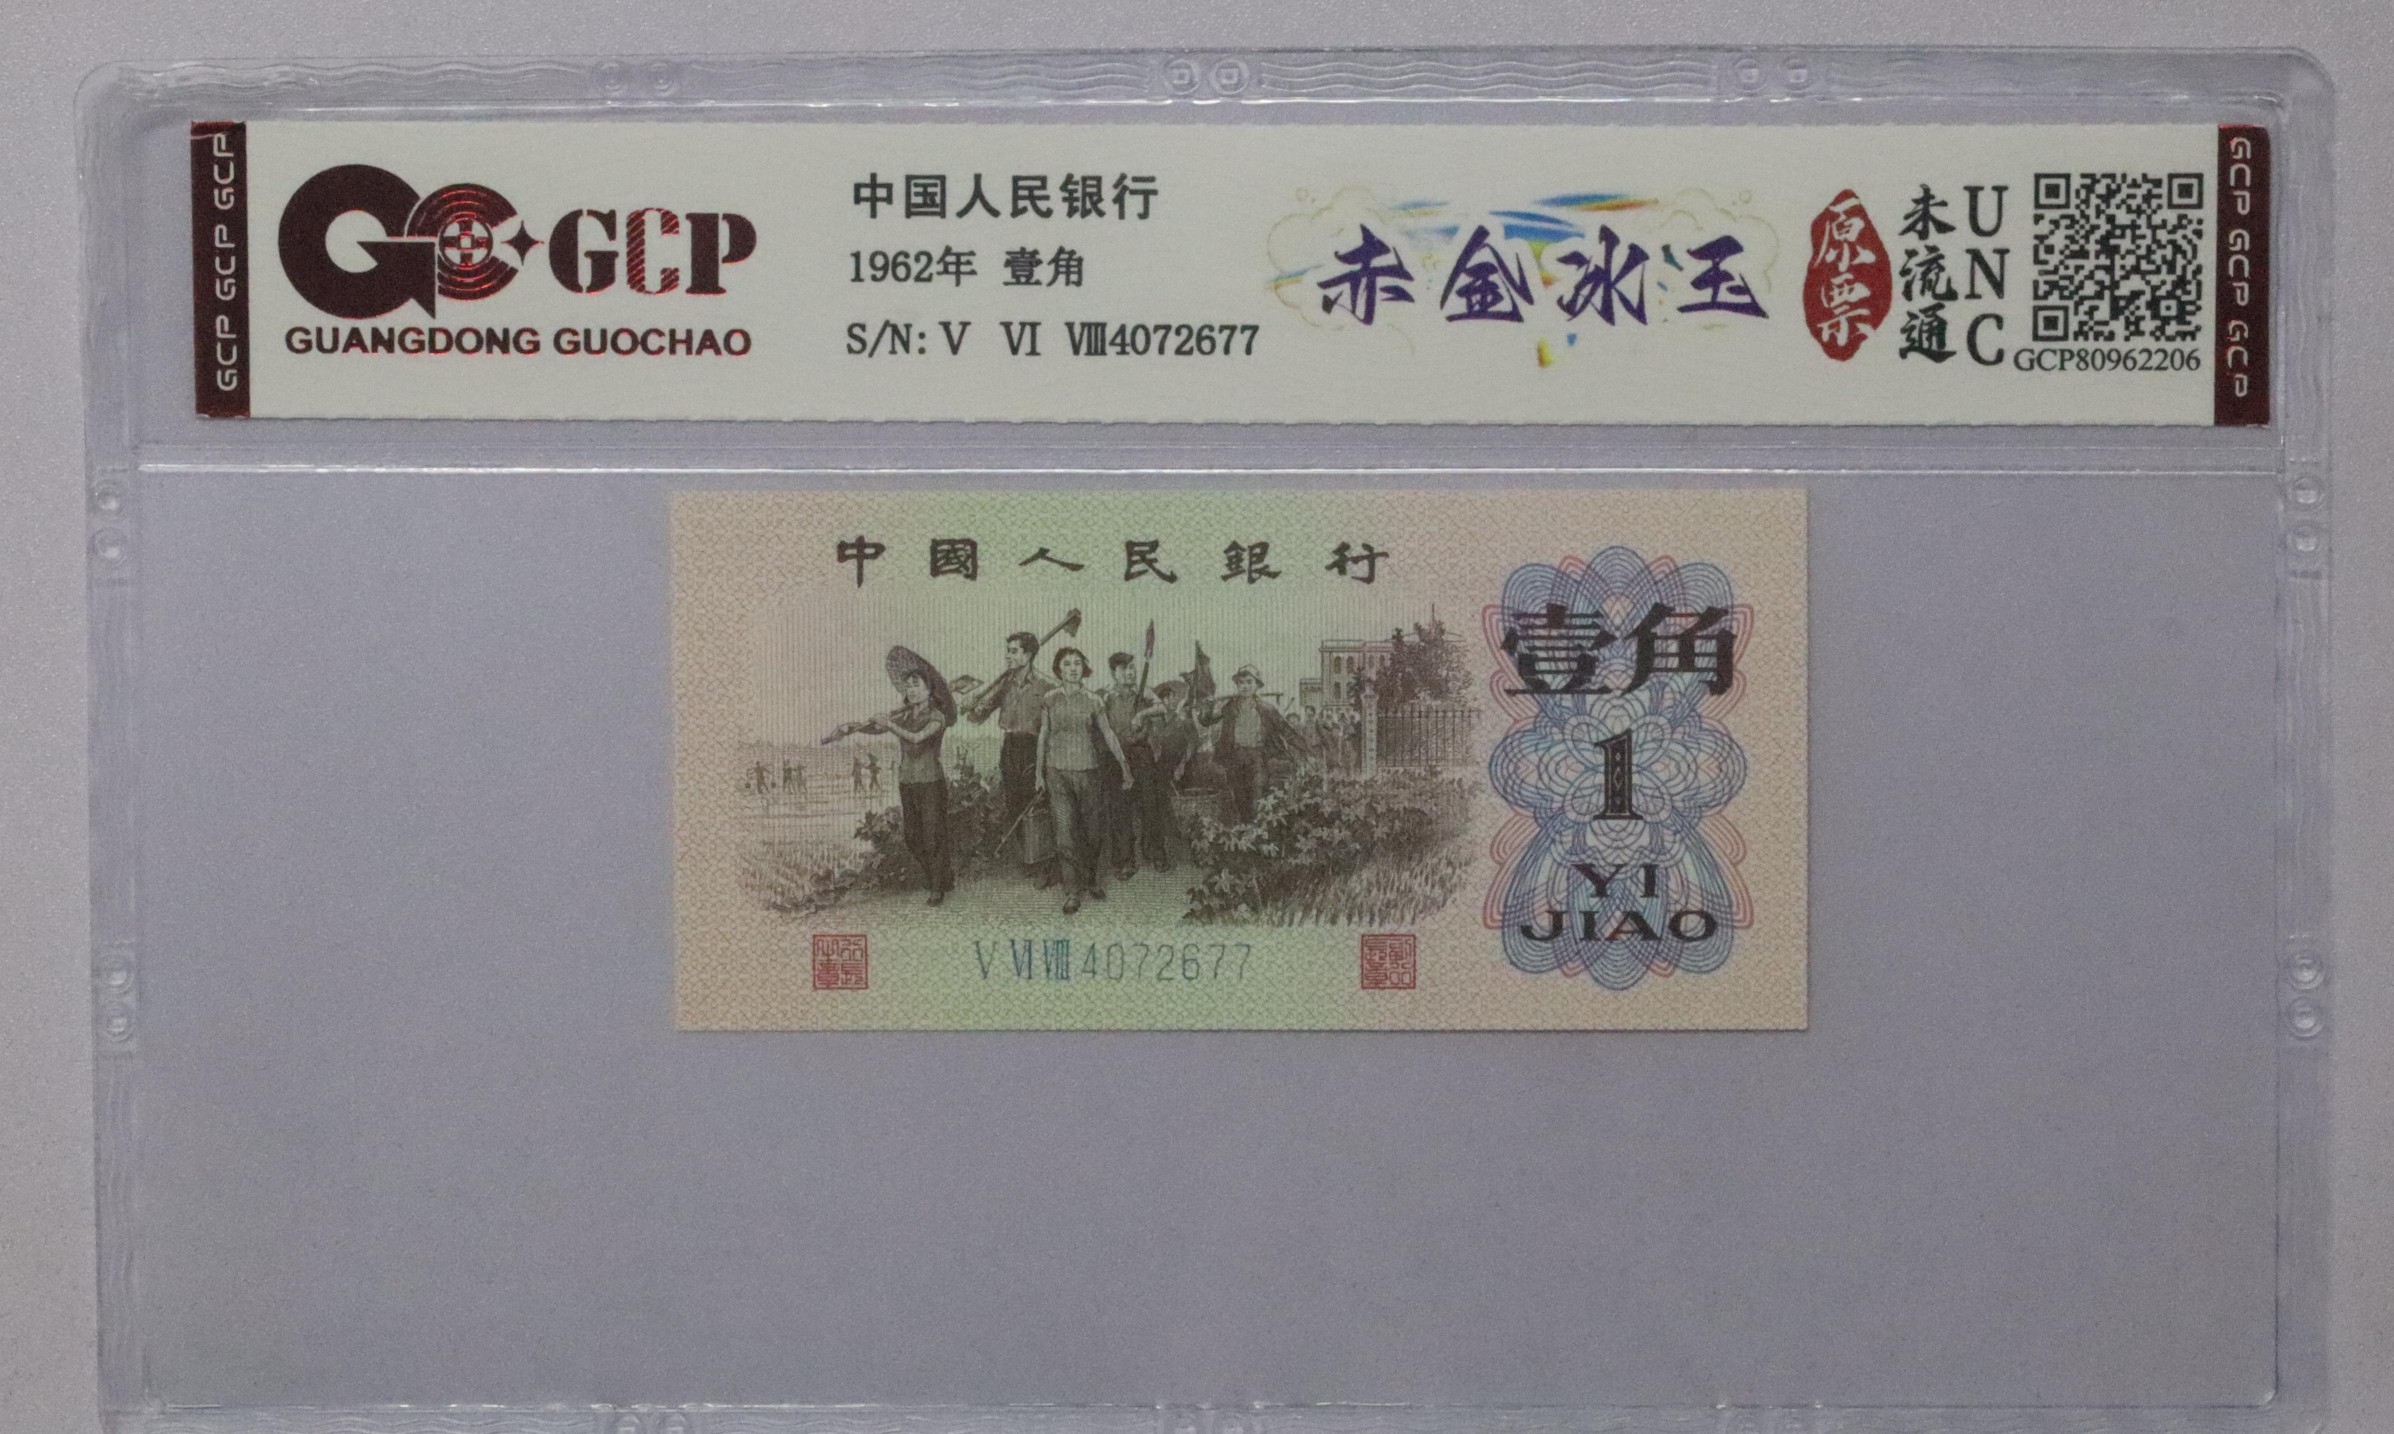 GCP GCP GCP
GCP
GUANGDONG GUOCHAO
中国人民银行
1962年 壹角
S/N: V VI VIII4072677
赤金冰玉
原票
未流通
UNC
GCP80962206
GCP GCP GCP GCP
中國人民銀行
壹角
1
YI
JIAO
V VI VIII 4072677